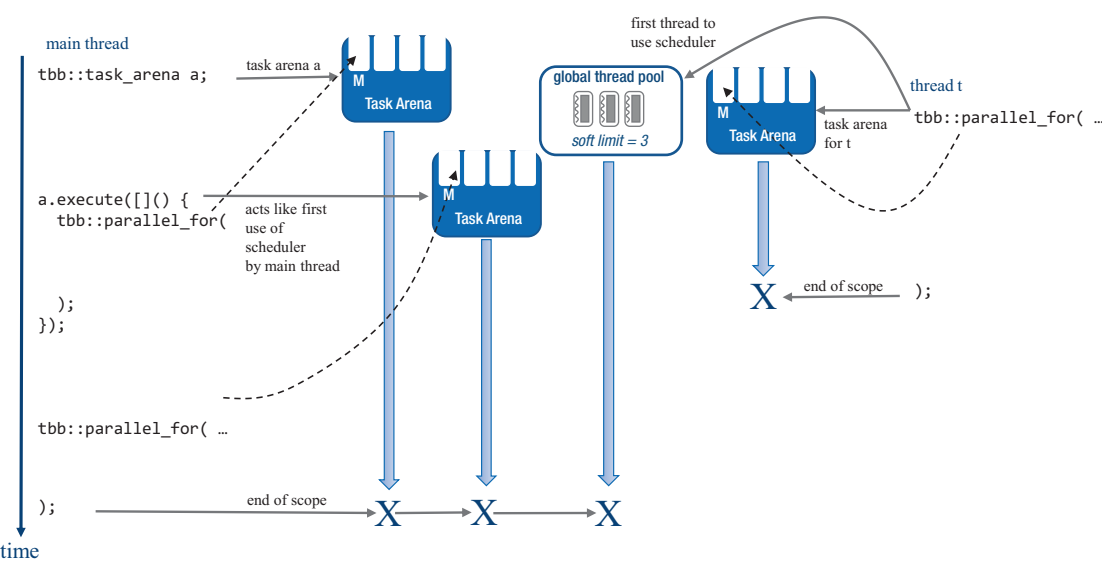 main thread
tbb::task_arena a;
task arena a
M
Task Arena
first thread to
use scheduler
global thread pool
soft limit = 3
M
Task Arena
task arena
for t
thread t
tbb::parallel_for( …
a.execute([]() {
tbb::parallel_for(
acts like first
use of
scheduler
by main thread
M
Task Arena
);
});
X
end of scope
);
tbb::parallel_for( …
);
end of scope
X
X
X
time